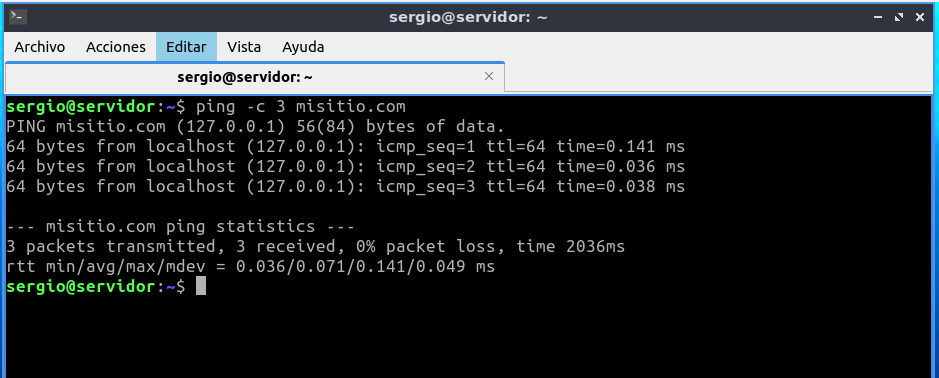 sergio@servidor: ~
Archivo Acciones Editar Vista Ayuda
sergio@servidor: ~
sergio@servidor:~$ ping -c 3 misitio.com
PING misitio.com (127.0.0.1) 56(84) bytes of data.
64 bytes from localhost (127.0.0.1): icmp_seq=1 ttl=64 time=0.141 ms
64 bytes from localhost (127.0.0.1): icmp_seq=2 ttl=64 time=0.036 ms
64 bytes from localhost (127.0.0.1): icmp_seq=3 ttl=64 time=0.038 ms
--- misitio.com ping statistics ---
3 packets transmitted, 3 received, 0% packet loss, time 2036ms
rtt min/avg/max/mdev = 0.036/0.071/0.141/0.049 ms
sergio@servidor:~$